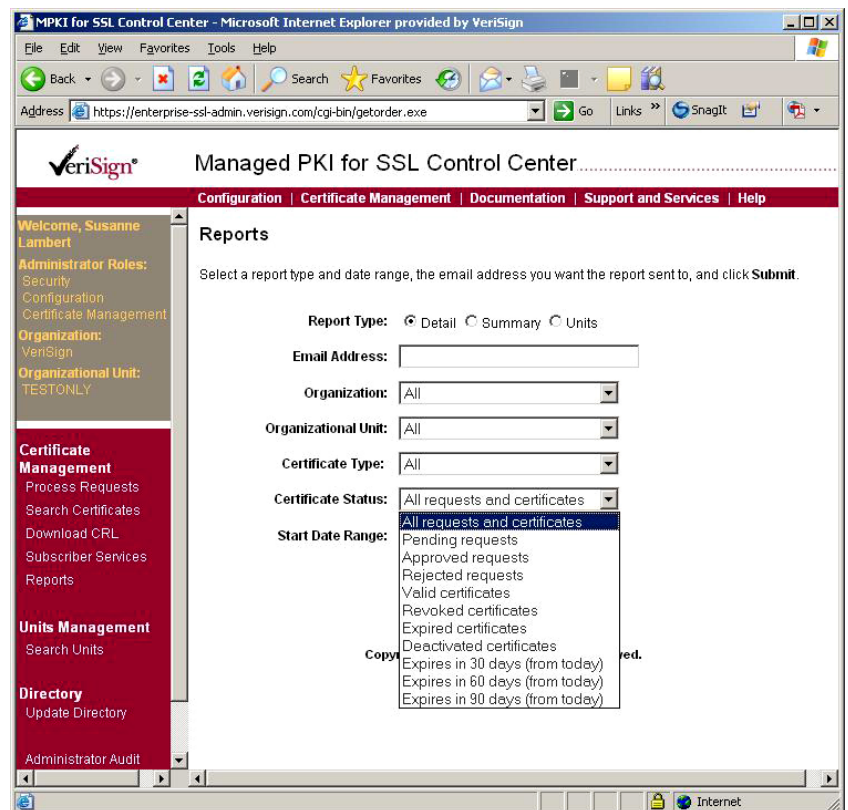 MPKI for SSL Control Center - Microsoft Internet Explorer provided by VeriSign
File Edit View Favorites Tools Help
Back Search Favorites
Address https://enterprise-ssl-admin.verisign.com/cgi-bin/getorder.exe Go Links » SnagIt
VeriSign® Managed PKI for SSL Control Center
Configuration | Certificate Management | Documentation | Support and Services | Help
Welcome, Susanne
Lambert
Administrator Roles:
Security
Configuration
Certificate Management
Organization:
VeriSign
Organizational Unit:
TESTONLY
Certificate
Management
Process Requests
Search Certificates
Download CRL
Subscriber Services
Reports
Units Management
Search Units
Directory
Update Directory
Administrator Audit
Reports
Select a report type and date range, the email address you want the report sent to, and click Submit.
Report Type: Detail Summary Units
Email Address:
Organization: All
Organizational Unit: All
Certificate Type: All
Certificate Status: All requests and certificates
Start Date Range:
All requests and certificates
Pending requests
Approved requests
Rejected requests
Valid certificates
Revoked certificates
Expired certificates
Deactivated certificates
Expires in 30 days (from today)
Expires in 60 days (from today)
Expires in 90 days (from today)
Copy ved.
Internet